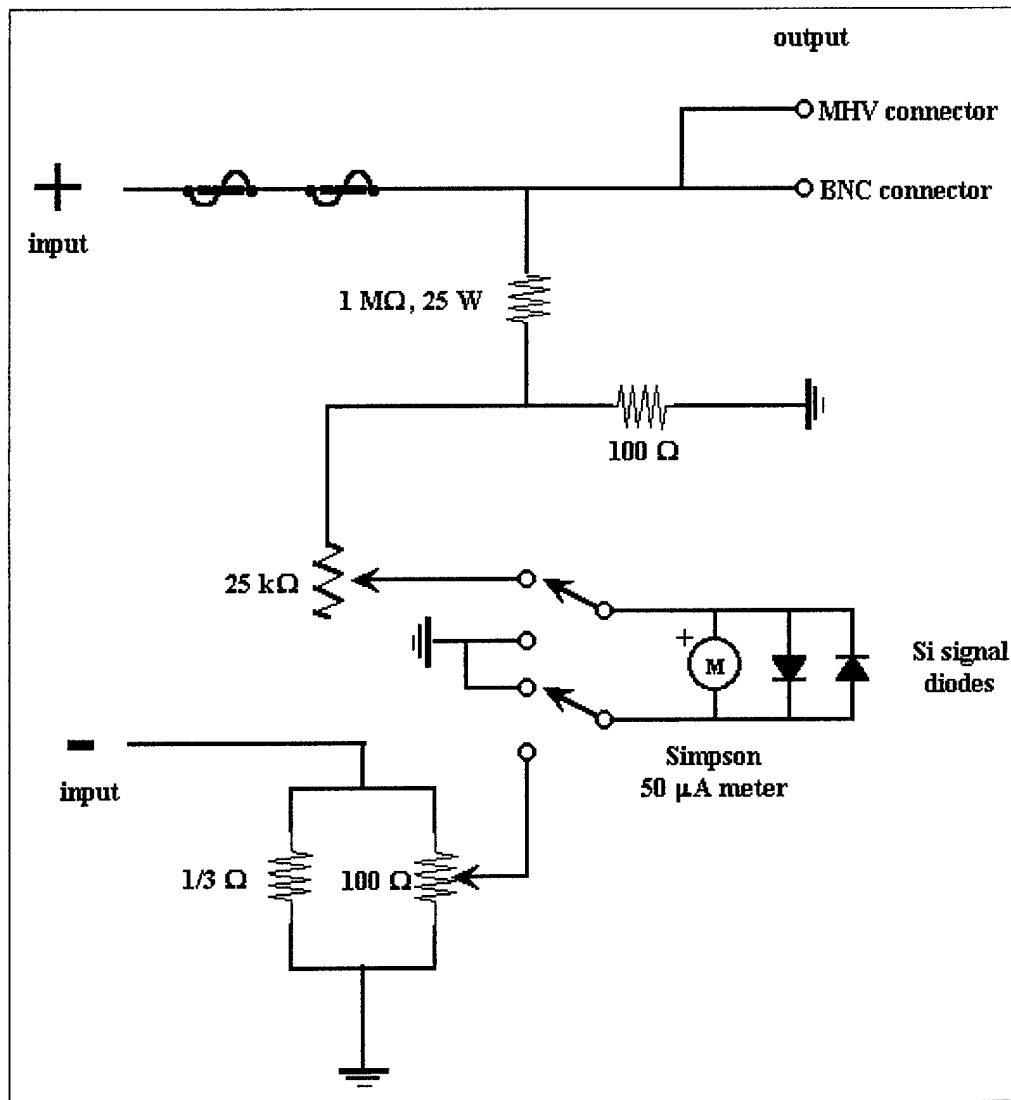 output
MHV connector
+
BNC connector
input
1 MΩ, 25 W
100 Ω
25 kΩ
+
M
Si signal
diodes
-
input
Simpson
50 μA meter
1/3 Ω
100 Ω